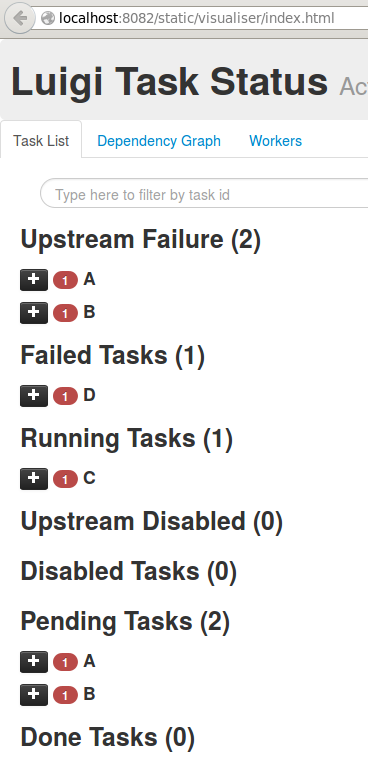 localhost:8082/static/visualiser/index.html
Luigi Task Status
Task List Dependency Graph Workers
Type here to filter by task id
Upstream Failure (2)
1 A
1 B
Failed Tasks (1)
1 D
Running Tasks (1)
1 C
Upstream Disabled (0)
Disabled Tasks (0)
Pending Tasks (2)
1 A
1 B
Done Tasks (0)